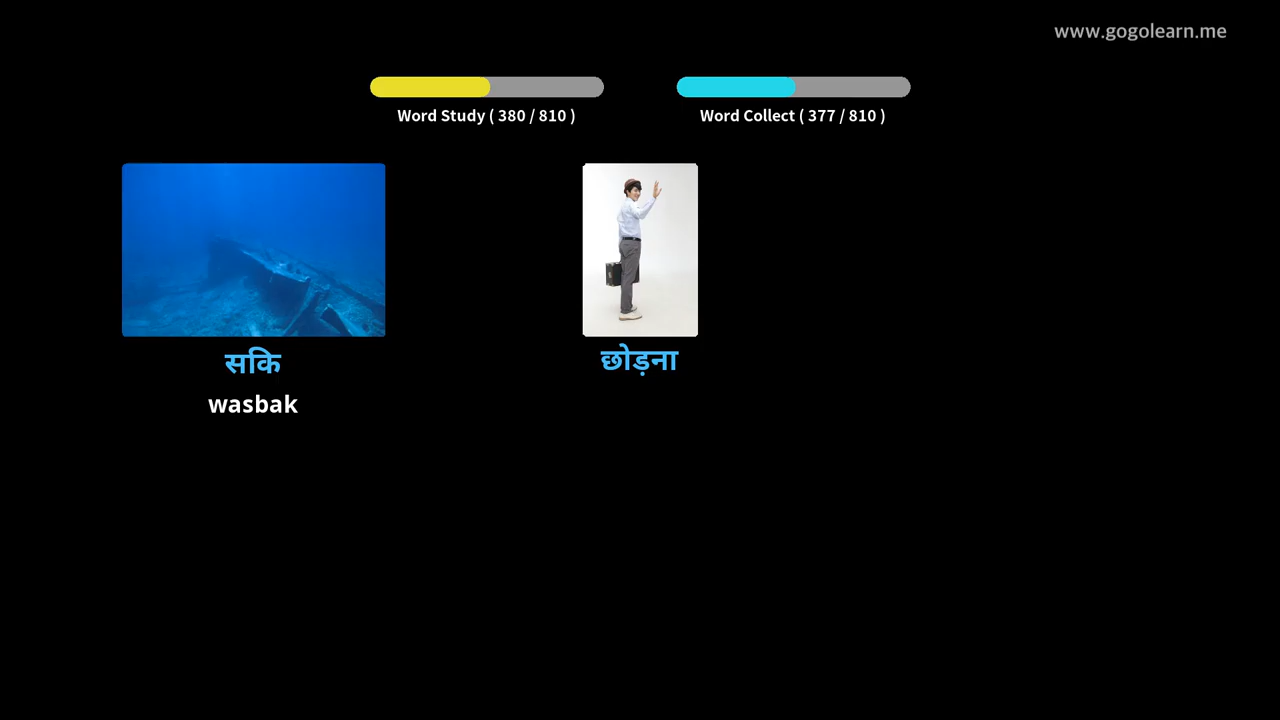 www.gogolearn.me
Word Study ( 380 / 810 )
Word Collect ( 377 / 810 )
सकि
छोड़ना
wasbak